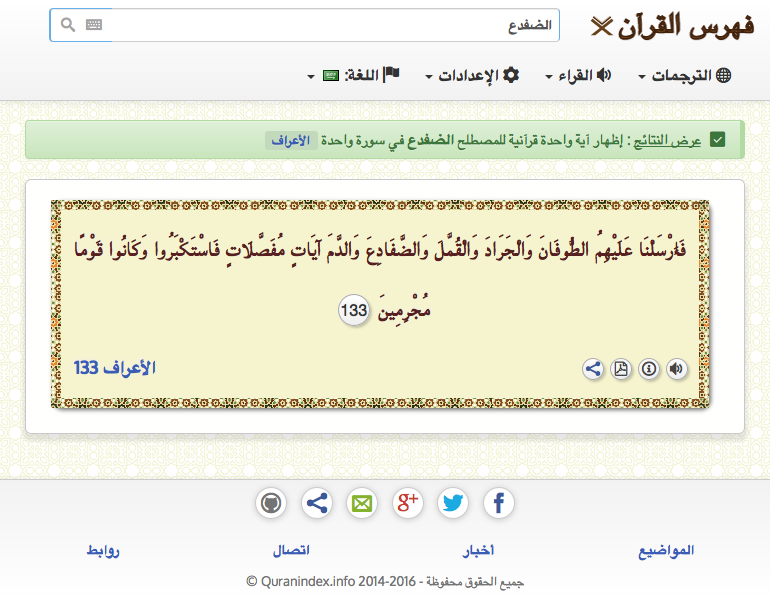 فهرس القرآن
الضفدع
الترجمات القراء الإعدادات اللغة:
عرض النتائج : إظهار آية واحدة قرآنية للمصطلح الضفدع في سورة واحدة الأعراف
فَأَرْسَلْنَا عَلَيْهِمُ الطُّوفَانَ وَالْجَرَادَ وَالْقُمَّلَ وَالضَّفَادِعَ وَالدَّمَ آيَاتٍ مُفَصَّلَاتٍ فَاسْتَكْبَرُوا وَكَانُوا قَوْمًا
مُجْرِمِينَ 133
الأعراف 133
المواضيع أخبار اتصال روابط
جميع الحقوق محفوظة - Quranindex.info 2014-2016 ©